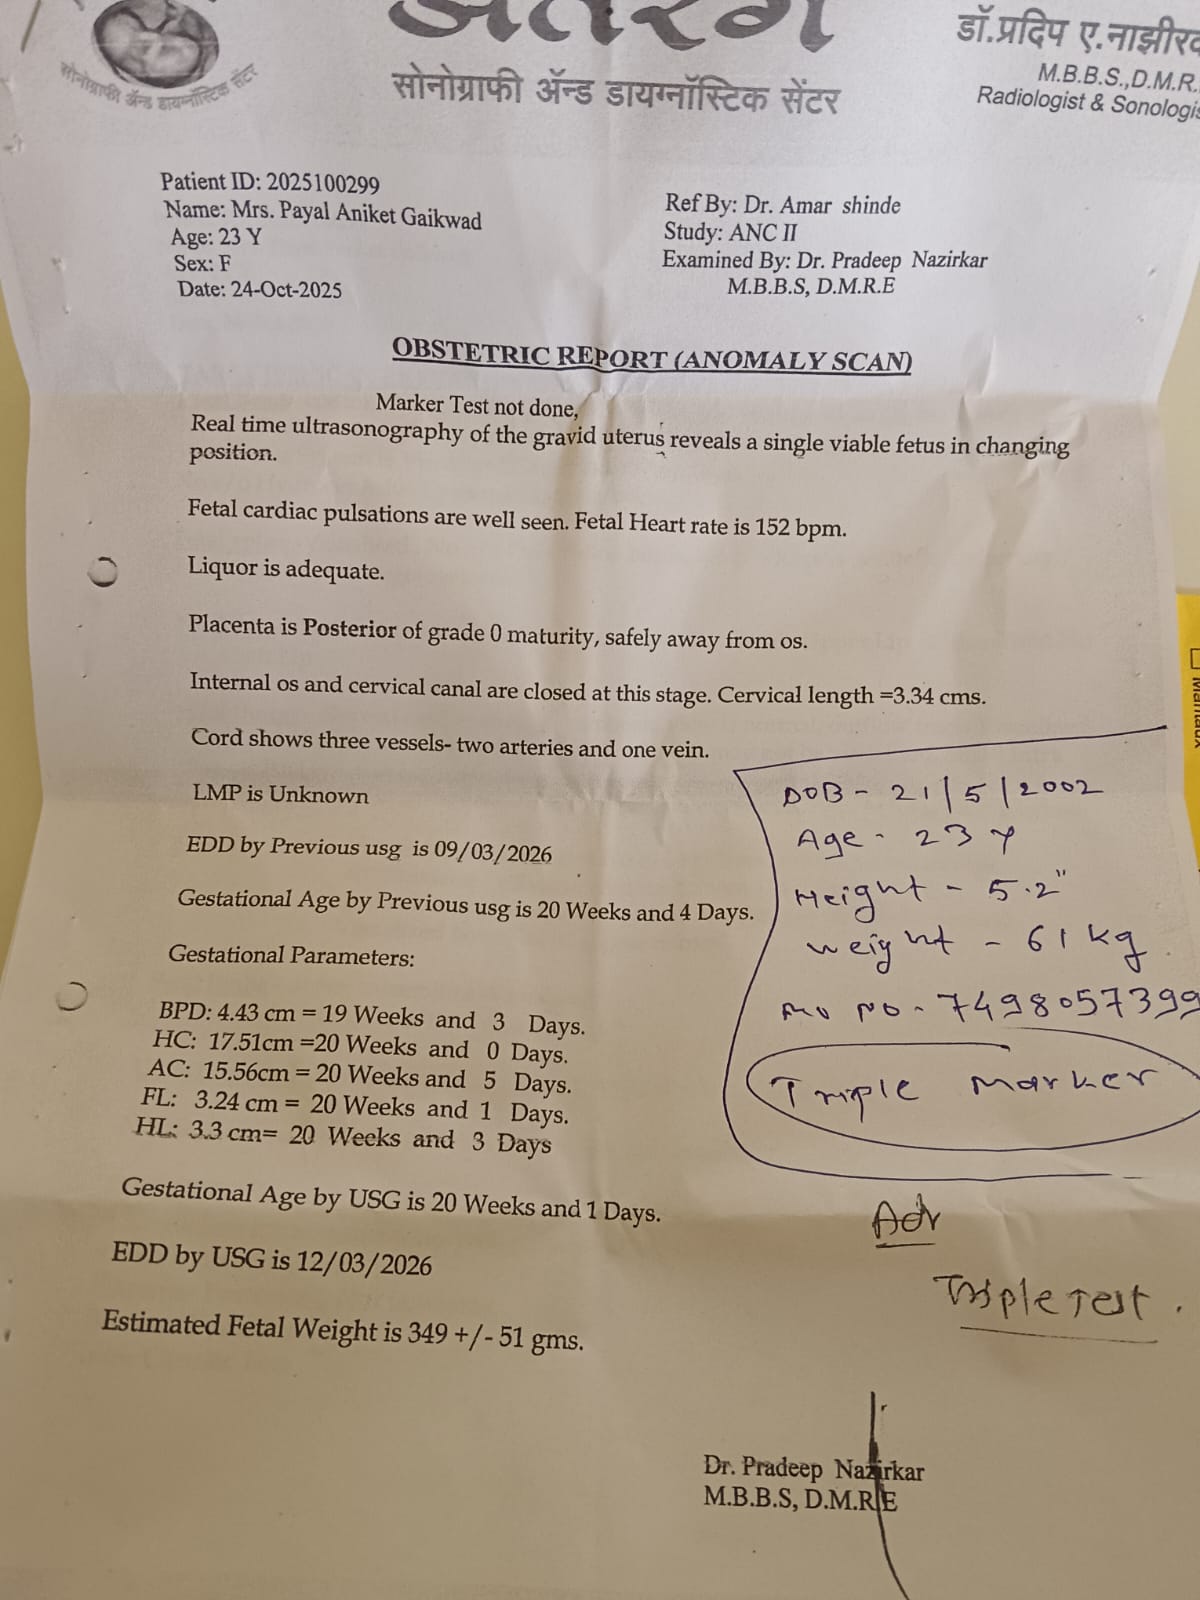 अंतरंग
सोनोग्राफी ॲन्ड डायग्नॉस्टिक सेंटर
सोनोग्राफी ॲन्ड डायग्नॉस्टिक सेंटर
डॉ.प्रदिप ए.नाझीरक
M.B.B.S.,D.M.R.
Radiologist & Sonologis
Patient ID: 2025100299
Name: Mrs. Payal Aniket Gaikwad
Age: 23 Y
Sex: F
Date: 24-Oct-2025
Ref By: Dr. Amar shinde
Study: ANC II
Examined By: Dr. Pradeep Nazirkar
M.B.B.S, D.M.R.E
OBSTETRIC REPORT (ANOMALY SCAN)
Marker Test not done,
Real time ultrasonography of the gravid uterus reveals a single viable fetus in changing
position.
Fetal cardiac pulsations are well seen. Fetal Heart rate is 152 bpm.
Liquor is adequate.
Placenta is Posterior of grade 0 maturity, safely away from os.
Internal os and cervical canal are closed at this stage. Cervical length =3.34 cms.
Cord shows three vessels- two arteries and one vein.
LMP is Unknown
EDD by Previous usg is 09/03/2026
Gestational Age by Previous usg is 20 Weeks and 4 Days.
Gestational Parameters:
BPD: 4.43 cm = 19 Weeks and 3 Days.
HC: 17.51cm =20 Weeks and 0 Days.
AC: 15.56cm = 20 Weeks and 5 Days.
FL: 3.24 cm = 20 Weeks and 1 Days.
HL: 3.3 cm= 20 Weeks and 3 Days
Gestational Age by USG is 20 Weeks and 1 Days.
EDD by USG is 12/03/2026
Estimated Fetal Weight is 349 +/- 51 gms.
DOB - 21/5/2002
Age - 23 Y
Height - 5.2"
weight - 61 kg
Mo No - 7498057399
Triple Marker
Adv
Triple Test.
Dr. Pradeep Nazirkar
M.B.B.S, D.M.R.E